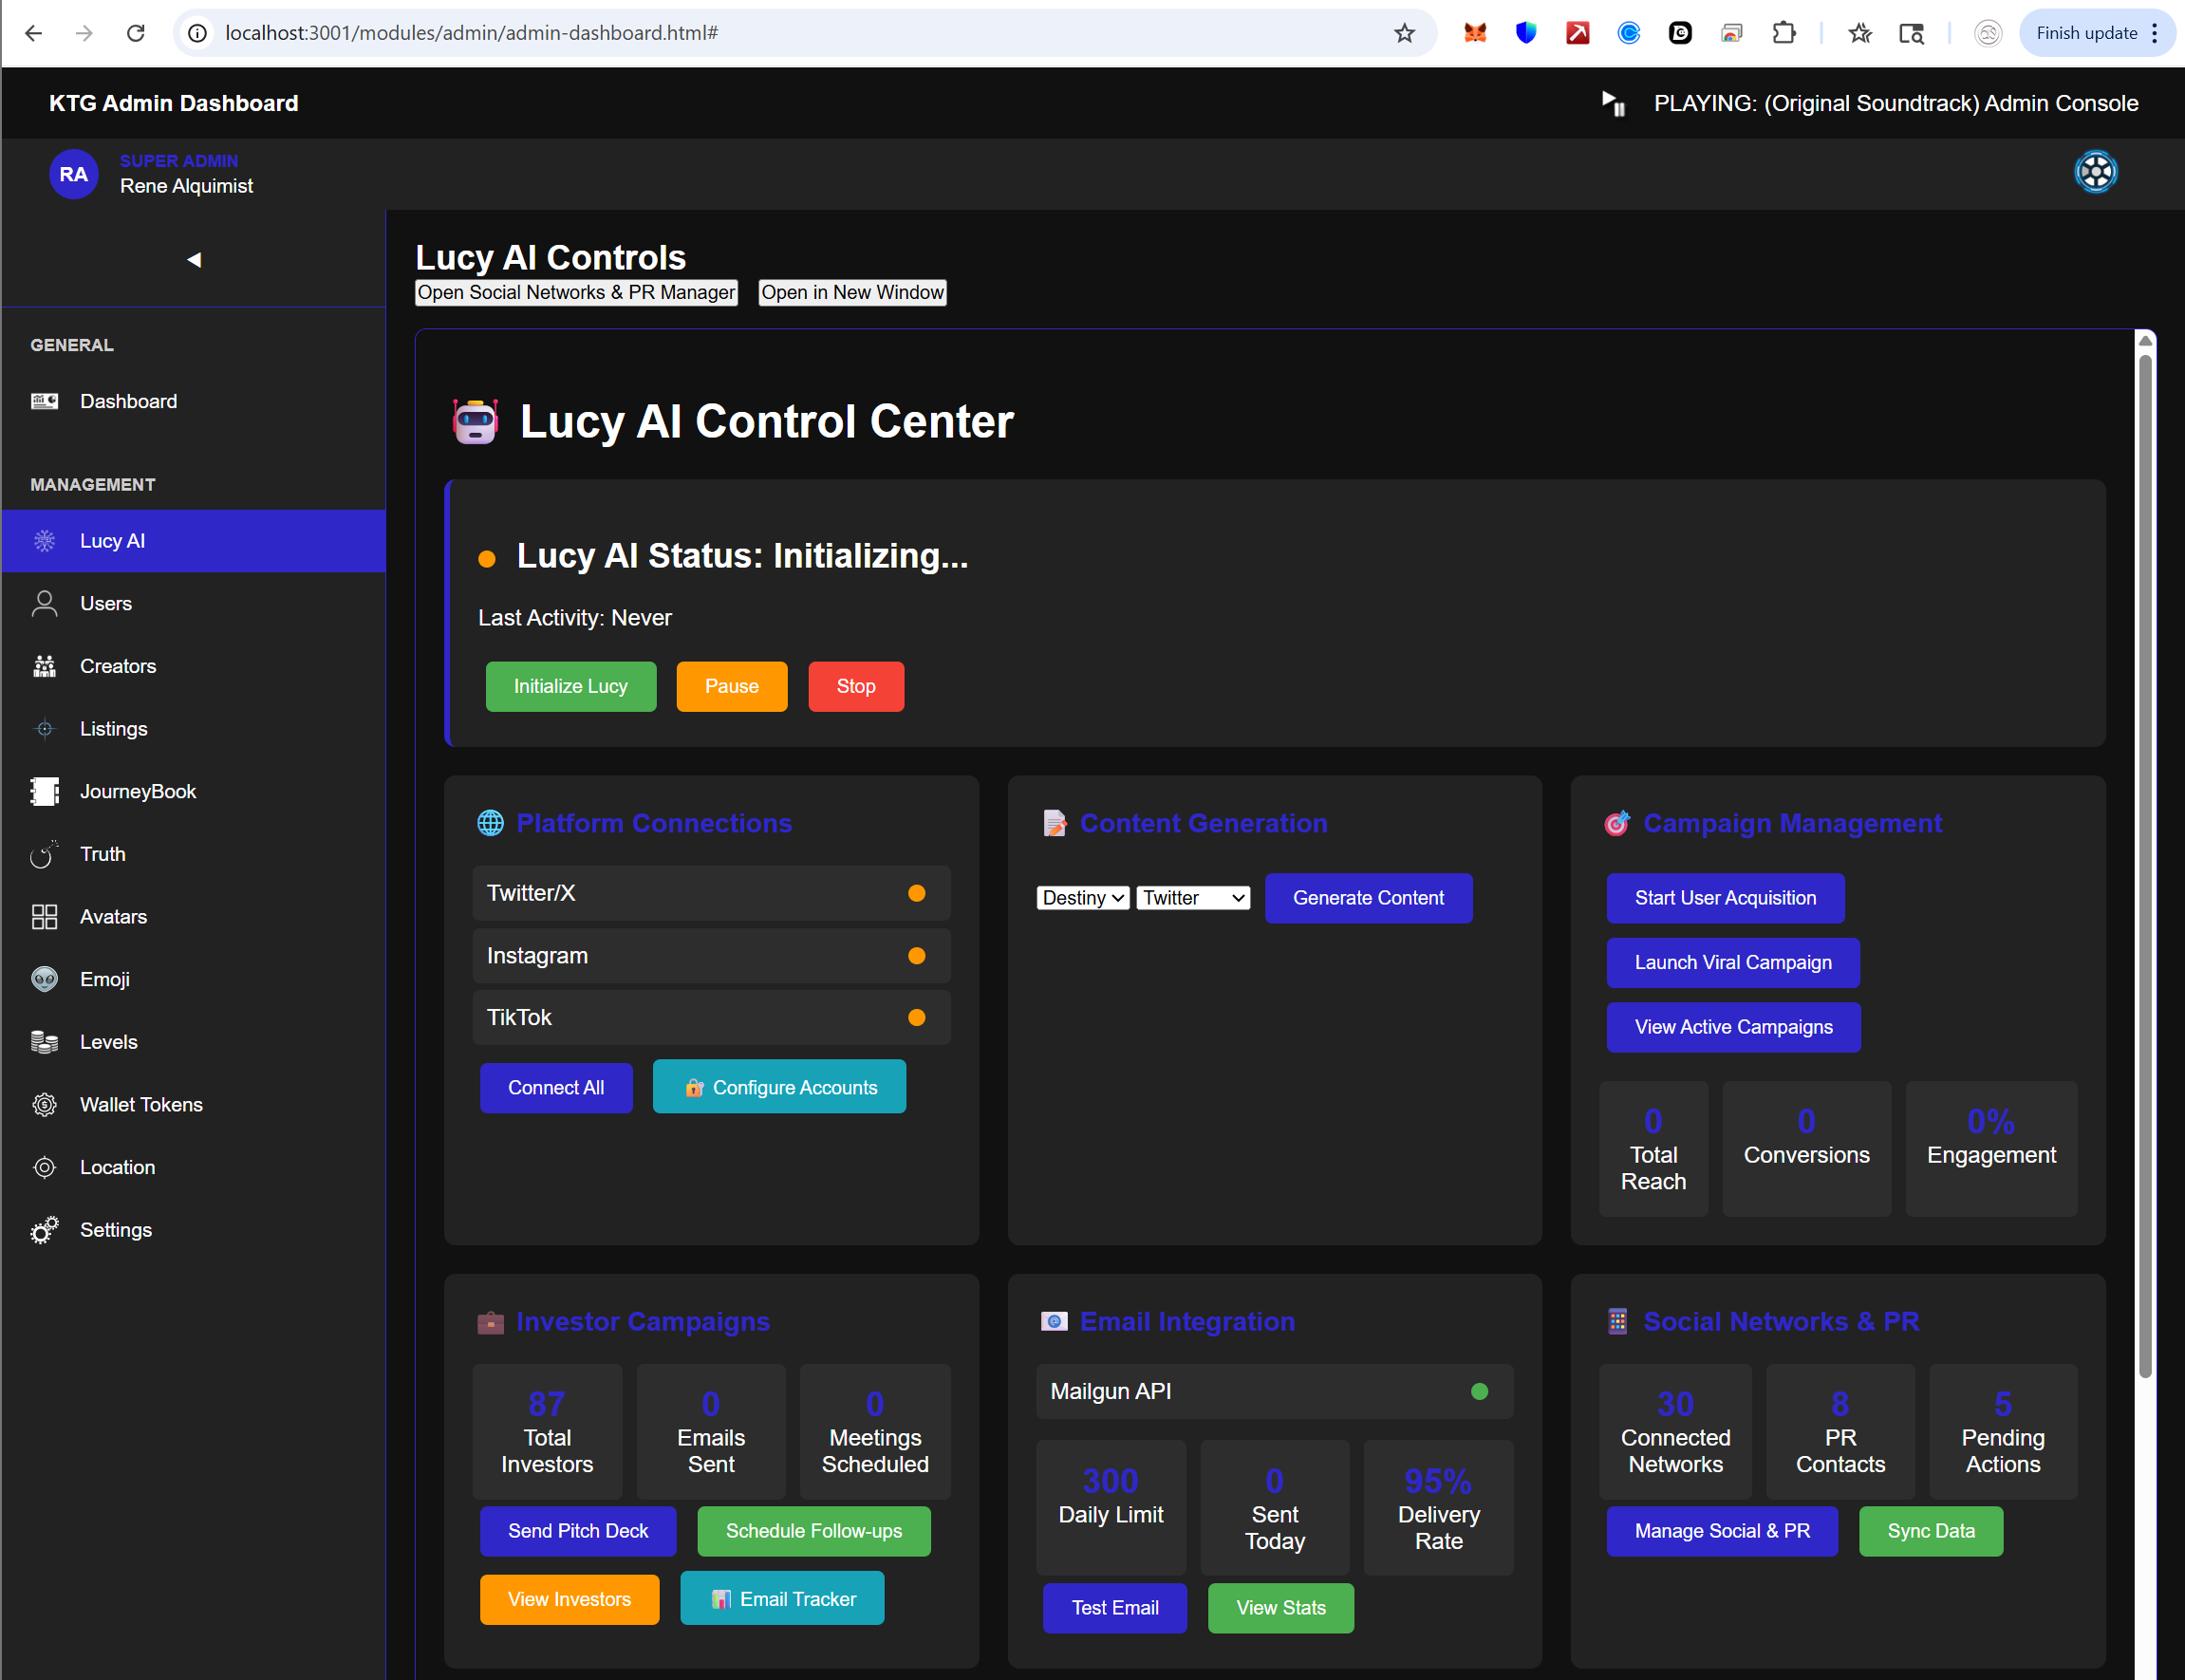 localhost:3001/modules/admin/admin-dashboard.html#
Finish update
KTG Admin Dashboard
PLAYING: (Original Soundtrack) Admin Console
RA
SUPER ADMIN
Rene Alquimist
GENERAL
Dashboard
MANAGEMENT
Lucy AI
Users
Creators
Listings
JourneyBook
Truth
Avatars
Emoji
Levels
Wallet Tokens
Location
Settings
Lucy AI Controls
Open Social Networks & PR Manager
Open in New Window
Lucy AI Control Center
Lucy AI Status: Initializing...
Last Activity: Never
Initialize Lucy
Pause
Stop
Platform Connections
Twitter/X
Instagram
TikTok
Connect All
Configure Accounts
Content Generation
Destiny
Twitter
Generate Content
Campaign Management
Start User Acquisition
Launch Viral Campaign
View Active Campaigns
0
Total
Reach
0
Conversions
0%
Engagement
Investor Campaigns
87
Total
Investors
0
Emails
Sent
0
Meetings
Scheduled
Send Pitch Deck
Schedule Follow-ups
View Investors
Email Tracker
Email Integration
Mailgun API
300
Daily Limit
0
Sent
Today
95%
Delivery
Rate
Test Email
View Stats
Social Networks & PR
30
Connected
Networks
8
PR
Contacts
5
Pending
Actions
Manage Social & PR
Sync Data